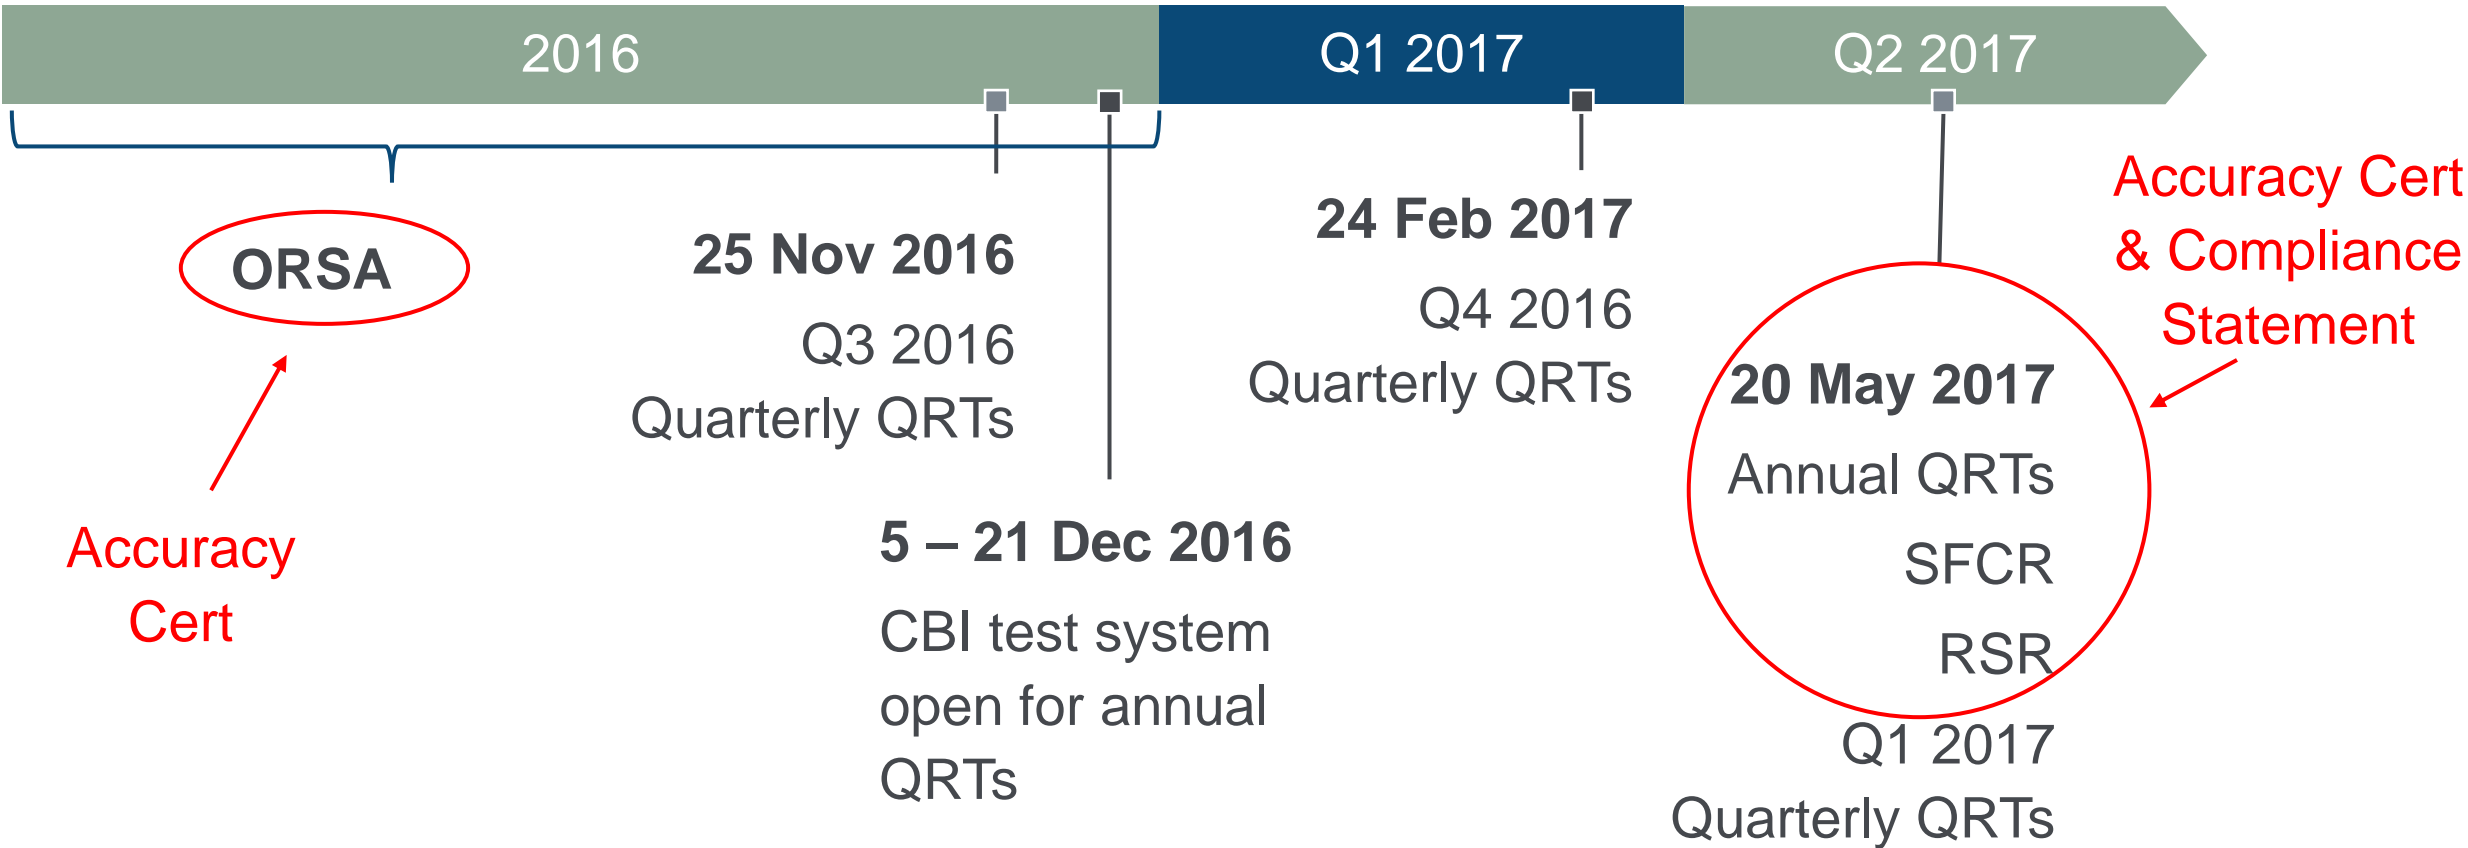 2016
Q1 2017
Q2 2017
ORSA
Accuracy
Cert
25 Nov 2016
Q3 2016
Quarterly QRTs
5 – 21 Dec 2016
CBI test system
open for annual
QRTs
24 Feb 2017
Q4 2016
Quarterly QRTs
20 May 2017
Annual QRTs
SFCR
RSR
Q1 2017
Quarterly QRTs
Accuracy Cert
& Compliance
Statement